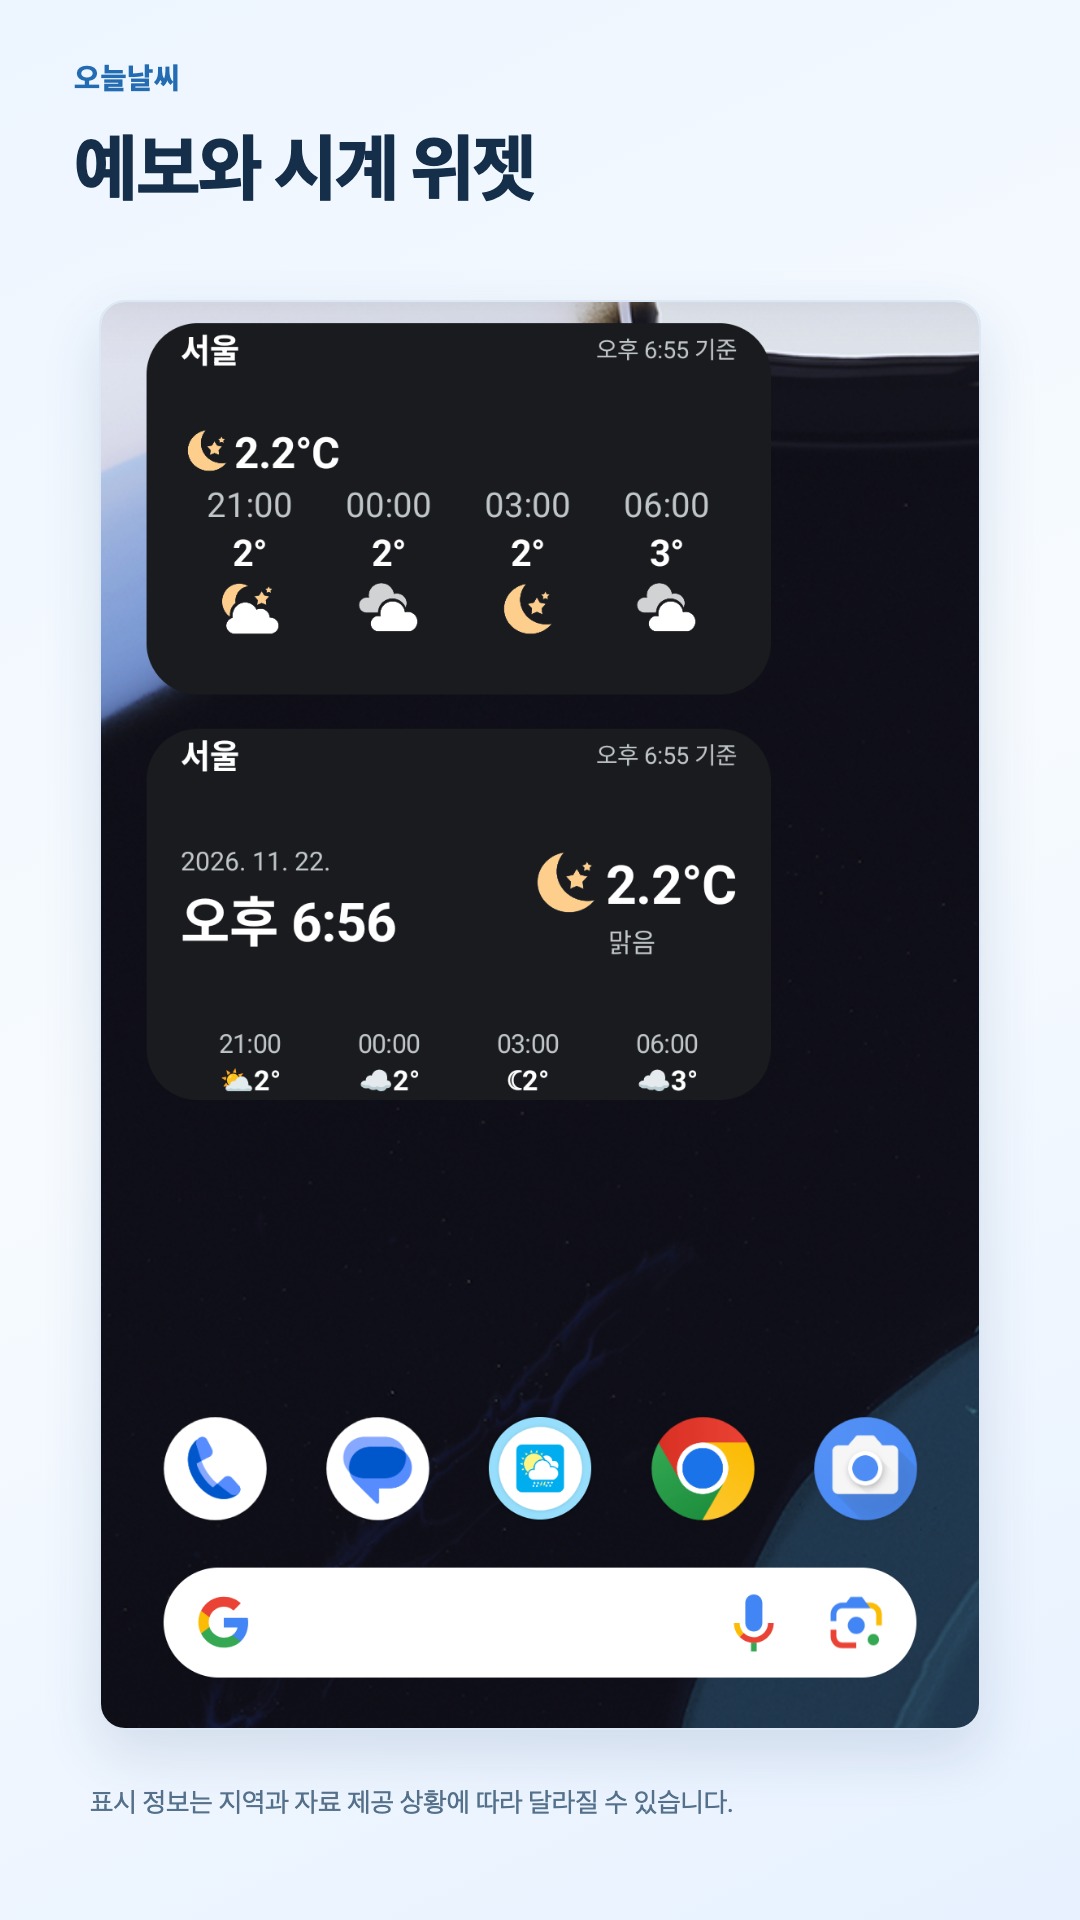 오늘날씨
예보와 시계 위젯
서울 오후 6:55 기준
2.2°C
21:00 00:00 03:00 06:00
2° 2° 2° 3°
서울 오후 6:55 기준
2026. 11. 22.
오후 6:56
2.2°C
맑음
21:00 00:00 03:00 06:00
2° 2° 2° 3°
표시 정보는 지역과 자료 제공 상황에 따라 달라질 수 있습니다.